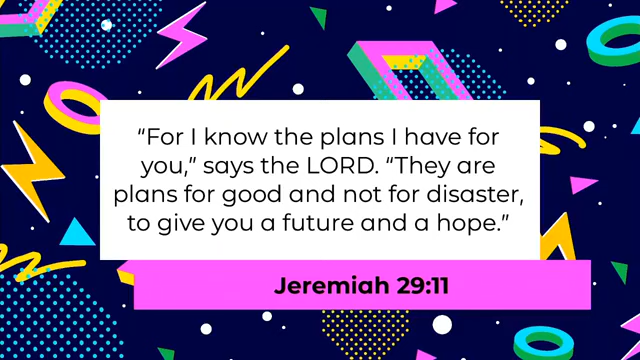 “For I know the plans I have for
you,” says the LORD. “They are
plans for good and not for disaster,
to give you a future and a hope.”
Jeremiah 29:11